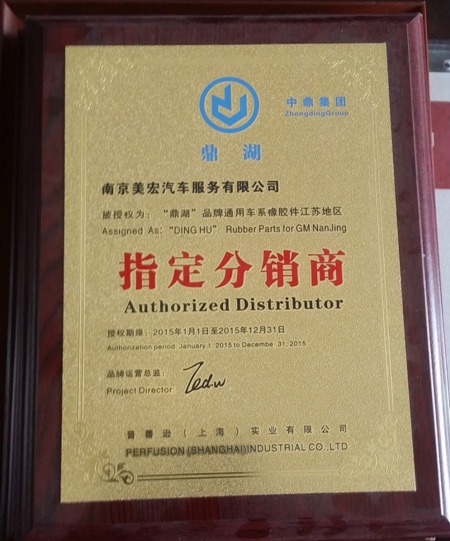 中鼎集团
ZhongdingGroup
鼎湖
南京美宏汽车服务有限公司
被授权为："鼎湖"品牌通用车系橡胶件江苏地区
Assigned As: "DING HU" Rubber Parts for GM NanJing
指定分销商
Authorized Distributor
授权期限：2015年1月1日至2015年12月31日
Authorization period: January 1, 2015 to Decembe 31, 2015
品牌运营总监：
Project Director:
普番逊（上海）实业有限公司
PERFUSION (SHANGHAI)INDUSTRIAL CO.,LTD